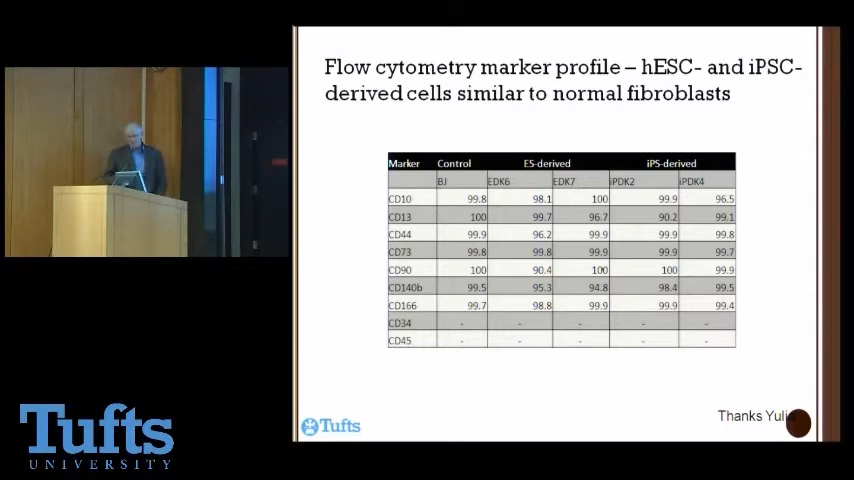 Flow cytometry marker profile – hESC- and iPSC-
derived cells similar to normal fibroblasts
Marker Control ES-derived iPS-derived
BJ EDK6 EDK7 iPDK2 iPDK4
CD10 99.8 98.1 100 99.9 96.5
CD13 100 99.7 96.7 90.2 99.1
CD44 99.9 96.2 99.9 99.9 99.8
CD73 99.8 99.8 99.9 99.9 99.7
CD90 100 90.4 100 100 99.9
CD140b 99.5 95.3 94.8 98.4 99.5
CD166 99.7 98.8 99.9 99.9 99.4
CD34 - - - - -
CD45 - - - - -
Thanks Yulia
Tufts
Tufts
UNIVERSITY